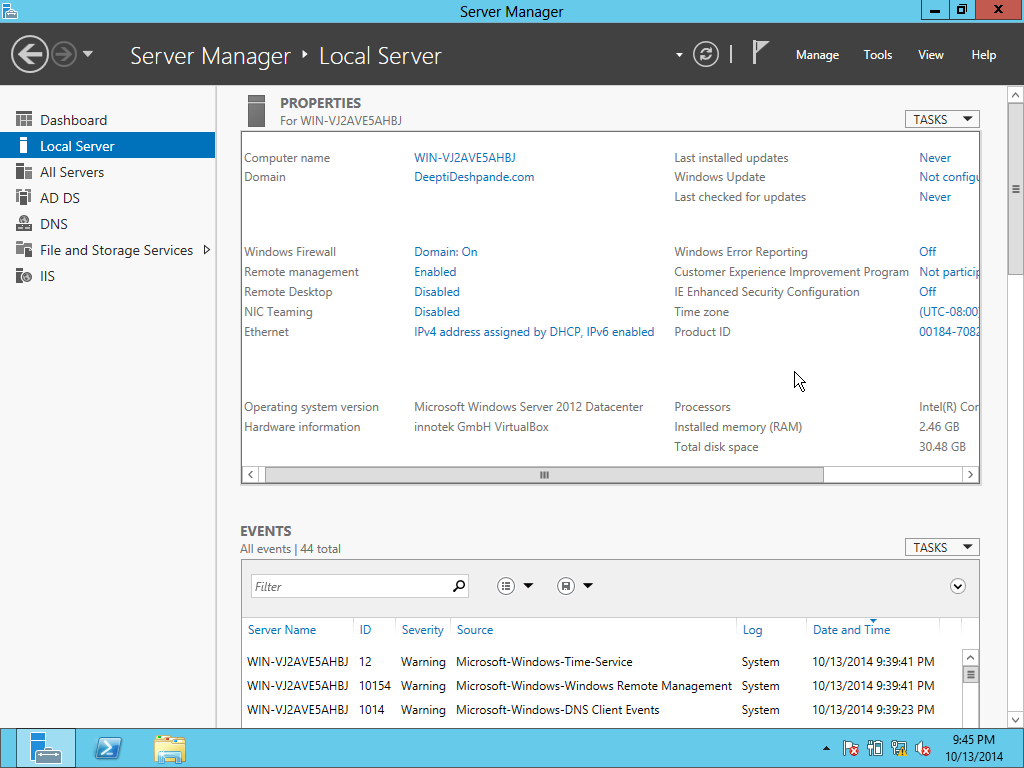 Server Manager
Server Manager ‣ Local Server
Manage Tools View Help
Dashboard
Local Server
All Servers
AD DS
DNS
File and Storage Services
IIS
PROPERTIES
For WIN-VJ2AVE5AHBJ
TASKS
Computer name WIN-VJ2AVE5AHBJ Last installed updates Never
Domain DeeptiDeshpande.com Windows Update Not configu
Last checked for updates Never
Windows Firewall Domain: On Windows Error Reporting Off
Remote management Enabled Customer Experience Improvement Program Not particip
Remote Desktop Disabled IE Enhanced Security Configuration Off
NIC Teaming Disabled Time zone (UTC-08:00)
Ethernet IPv4 address assigned by DHCP, IPv6 enabled Product ID 00184-7082
Operating system version Microsoft Windows Server 2012 Datacenter Processors Intel(R) Cor
Hardware information innotek GmbH VirtualBox Installed memory (RAM) 2.46 GB
Total disk space 30.48 GB
EVENTS
All events | 44 total
TASKS
Filter
Server Name ID Severity Source Log Date and Time
WIN-VJ2AVE5AHBJ 12 Warning Microsoft-Windows-Time-Service System 10/13/2014 9:39:41 PM
WIN-VJ2AVE5AHBJ 10154 Warning Microsoft-Windows-Windows Remote Management System 10/13/2014 9:39:41 PM
WIN-VJ2AVE5AHBJ 1014 Warning Microsoft-Windows-DNS Client Events System 10/13/2014 9:39:23 PM
9:45 PM
10/13/2014